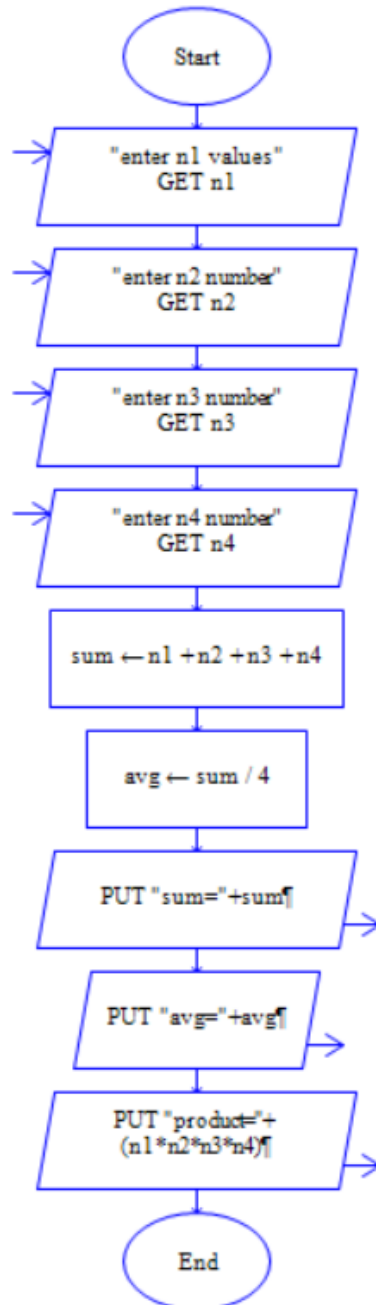 Start
"enter n1 values"
GET n1
"enter n2 number"
GET n2
"enter n3 number"
GET n3
"enter n4 number"
GET n4
sum ← n1 + n2 + n3 + n4
avg ← sum / 4
PUT "sum="+sum¶
PUT "avg="+avg¶
PUT "product="+
(n1*n2*n3*n4)¶
End